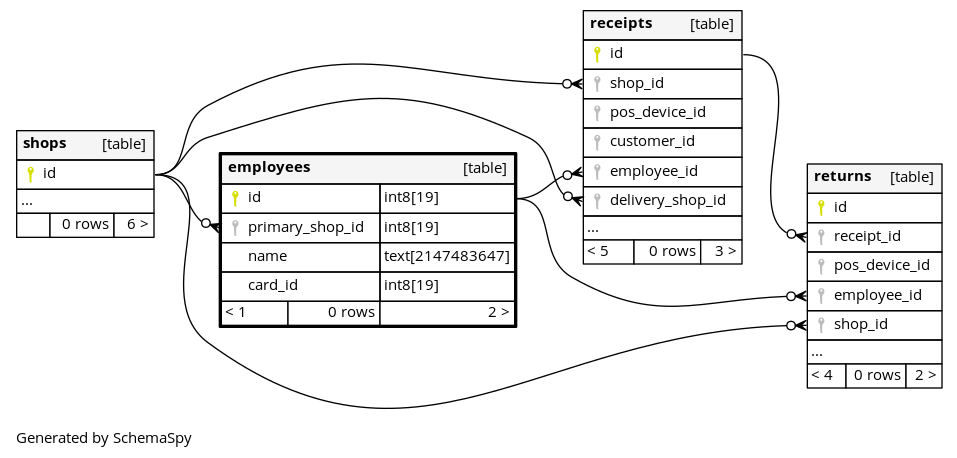 shops [table]
id
...
0 rows 6 >
employees [table]
id int8[19]
primary_shop_id int8[19]
name text[2147483647]
card_id int8[19]
< 1 0 rows 2 >
receipts [table]
id
shop_id
pos_device_id
customer_id
employee_id
delivery_shop_id
...
< 5 0 rows 3 >
returns [table]
id
receipt_id
pos_device_id
employee_id
shop_id
...
< 4 0 rows 2 >
Generated by SchemaSpy